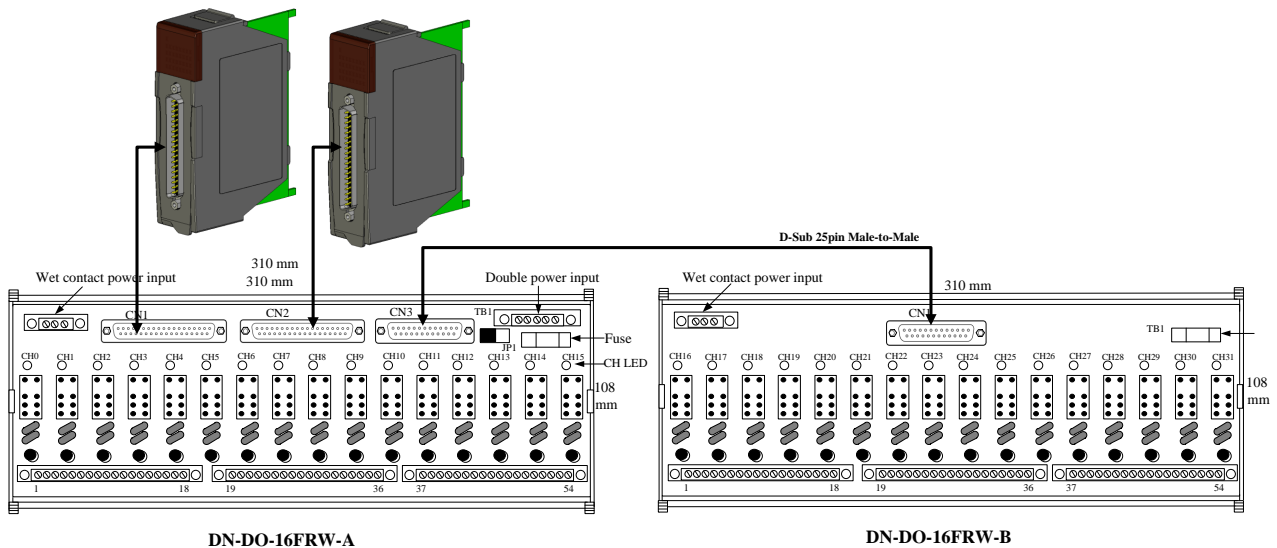 D-Sub 25pin Male-to-Male
310 mm
310 mm
Wet contact power input
Double power input
CN1 CN2 CN3 TB1
JP1
Fuse
CH0 CH1 CH2 CH3 CH4 CH5 CH6 CH7 CH8 CH9 CH10 CH11 CH12 CH13 CH14 CH15
CH LED
108
mm
1 18 19 36 37 54
DN-DO-16FRW-A
Wet contact power input
310 mm
TB1
CH16 CH17 CH18 CH19 CH20 CH21 CH22 CH23 CH24 CH25 CH26 CH27 CH28 CH29 CH30 CH31
108
mm
1 18 19 36 37 54
DN-DO-16FRW-B